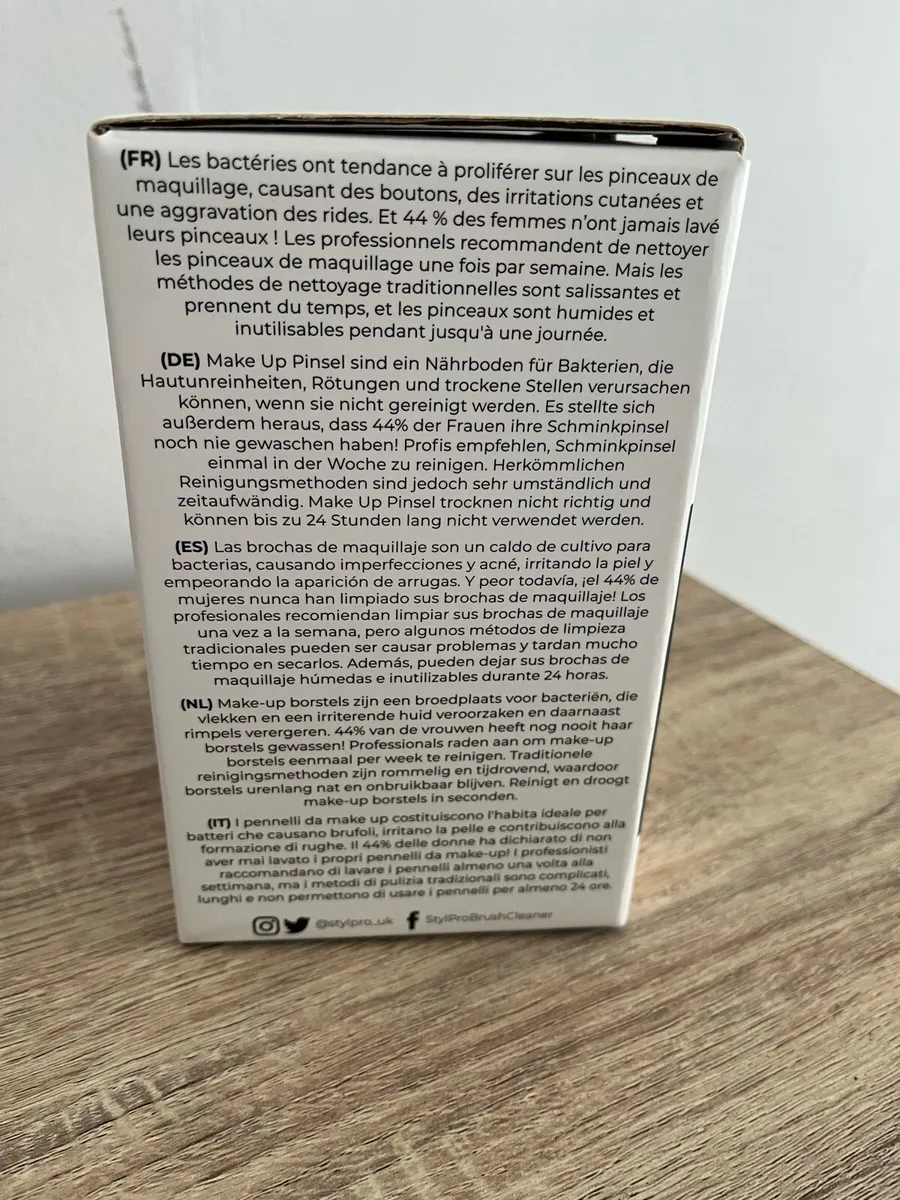 (FR) Les bactéries ont tendance à proliférer sur les pinceaux de
maquillage, causant des boutons, des irritations cutanées et
une aggravation des rides. Et 44 % des femmes n'ont jamais lavé
leurs pinceaux ! Les professionnels recommandent de nettoyer
les pinceaux de maquillage une fois par semaine. Mais les
méthodes de nettoyage traditionnelles sont salissantes et
prennent du temps, et les pinceaux sont humides et
inutilisables pendant jusqu'à une journée.
(DE) Make Up Pinsel sind ein Nährboden für Bakterien, die
Hautunreinheiten, Rötungen und trockene Stellen verursachen
können, wenn sie nicht gereinigt werden. Es stellte sich
außerdem heraus, dass 44% der Frauen ihre Schminkpinsel
noch nie gewaschen haben! Profis empfehlen, Schminkpinsel
einmal in der Woche zu reinigen. Herkömmlichen
Reinigungsmethoden sind jedoch sehr umständlich und
zeitaufwändig. Make Up Pinsel trocknen nicht richtig und
können bis zu 24 Stunden lang nicht verwendet werden.
(ES) Las brochas de maquillaje son un caldo de cultivo para
bacterias, causando imperfecciones y acné, irritando la piel y
empeorando la aparición de arrugas. Y peor todavía, ¡el 44% de
mujeres nunca han limpiado sus brochas de maquillaje! Los
profesionales recomiendan limpiar sus brochas de maquillaje
una vez a la semana, pero algunos métodos de limpieza
tradicionales pueden ser causar problemas y tardan mucho
tiempo en secarlos. Además, pueden dejar sus brochas de
maquillaje húmedas e inutilizables durante 24 horas.
(NL) Make-up borstels zijn een broedplaats voor bacteriën, die
vlekken en een irriterende huid veroorzaken en daarnaast
rimpels verergeren. 44% van de vrouwen heeft nog nooit haar
borstels gewassen! Professionals raden aan om make-up
borstels eenmaal per week te reinigen. Traditionele
reinigingsmethoden zijn rommelig en tijdrovend, waardoor
borstels urenlang nat en onbruikbaar blijven. Reinigt en droogt
make-up borstels in seconden.
(IT) I pennelli da make up costituiscono l'habita ideale per
batteri che causano brufoli, irritano la pelle e contribuiscono alla
formazione di rughe. Il 44% delle donne ha dichiarato di non
aver mai lavato i propri pennelli da make-up! I professionisti
raccomandano di lavare i pennelli almeno una volta alla
settimana, ma i metodi di pulizia tradizionali sono complicati,
lunghi e non permettono di usare i pennelli per almeno 24 ore.
@stylpro_uk StylProBrushCleaner